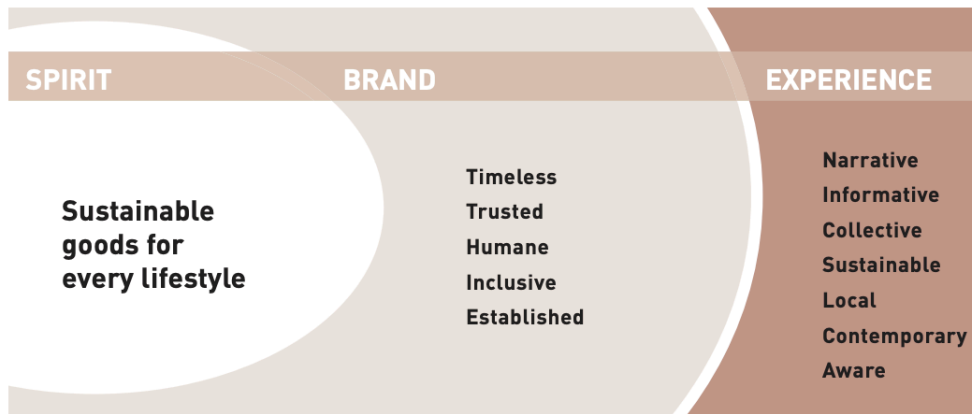 SPIRIT
BRAND
EXPERIENCE
Sustainable
goods for
every lifestyle
Timeless
Trusted
Humane
Inclusive
Established
Narrative
Informative
Collective
Sustainable
Local
Contemporary
Aware